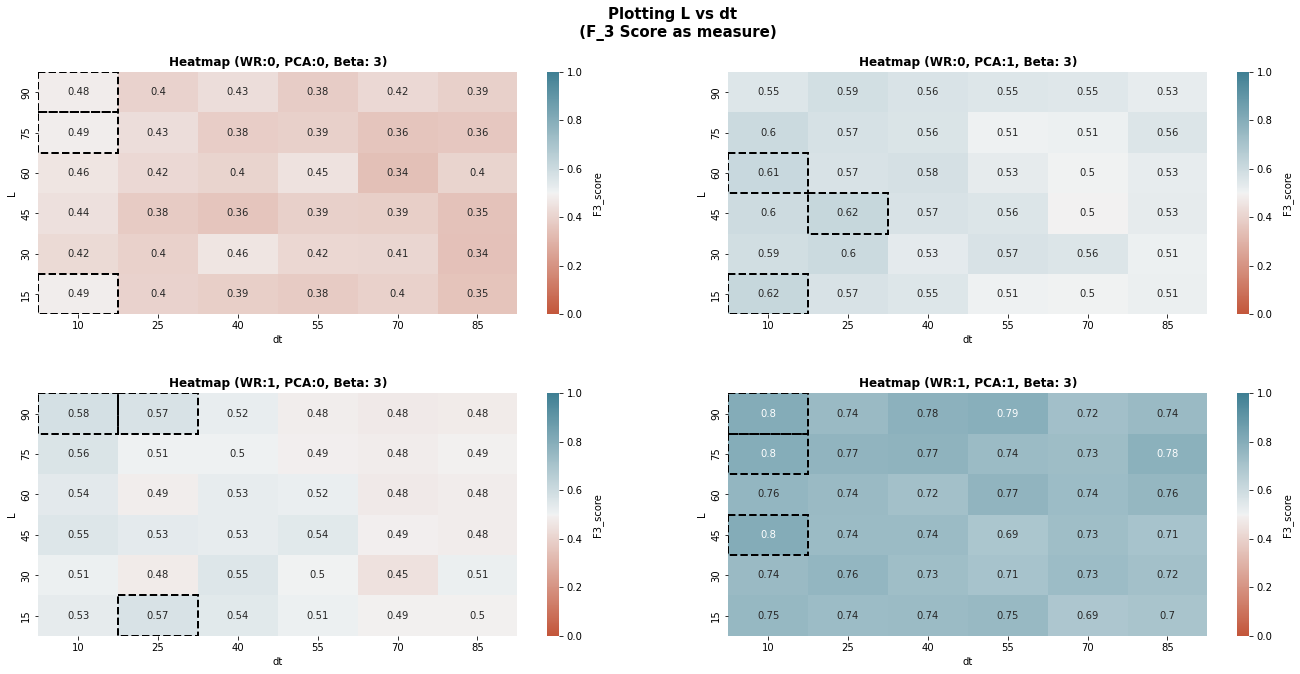 Plotting L vs dt
(F_3 Score as measure)
Heatmap (WR:0, PCA:0, Beta: 3)
90 0.48 0.4 0.43 0.38 0.42 0.39
75 0.49 0.43 0.38 0.39 0.36 0.36
60 0.46 0.42 0.4 0.45 0.34 0.4
45 0.44 0.38 0.36 0.39 0.39 0.35
30 0.42 0.4 0.46 0.42 0.41 0.34
15 0.49 0.4 0.39 0.38 0.4 0.35
10 25 40 55 70 85
dt
L
1.0
0.8
0.6
0.4
0.2
0.0
F3_score
Heatmap (WR:0, PCA:1, Beta: 3)
90 0.55 0.59 0.56 0.55 0.55 0.53
75 0.6 0.57 0.56 0.51 0.51 0.56
60 0.61 0.57 0.58 0.53 0.5 0.53
45 0.6 0.62 0.57 0.56 0.5 0.53
30 0.59 0.6 0.53 0.57 0.56 0.51
15 0.62 0.57 0.55 0.51 0.5 0.51
10 25 40 55 70 85
dt
L
1.0
0.8
0.6
0.4
0.2
0.0
F3_score
Heatmap (WR:1, PCA:0, Beta: 3)
90 0.58 0.57 0.52 0.48 0.48 0.48
75 0.56 0.51 0.5 0.49 0.48 0.49
60 0.54 0.49 0.53 0.52 0.48 0.48
45 0.55 0.53 0.53 0.54 0.49 0.48
30 0.51 0.48 0.55 0.5 0.45 0.51
15 0.53 0.57 0.54 0.51 0.49 0.5
10 25 40 55 70 85
dt
L
1.0
0.8
0.6
0.4
0.2
0.0
F3_score
Heatmap (WR:1, PCA:1, Beta: 3)
90 0.8 0.74 0.78 0.79 0.72 0.74
75 0.8 0.77 0.77 0.74 0.73 0.78
60 0.76 0.74 0.72 0.77 0.74 0.76
45 0.8 0.74 0.74 0.69 0.73 0.71
30 0.74 0.76 0.73 0.71 0.73 0.72
15 0.75 0.74 0.74 0.75 0.69 0.7
10 25 40 55 70 85
dt
L
1.0
0.8
0.6
0.4
0.2
0.0
F3_score